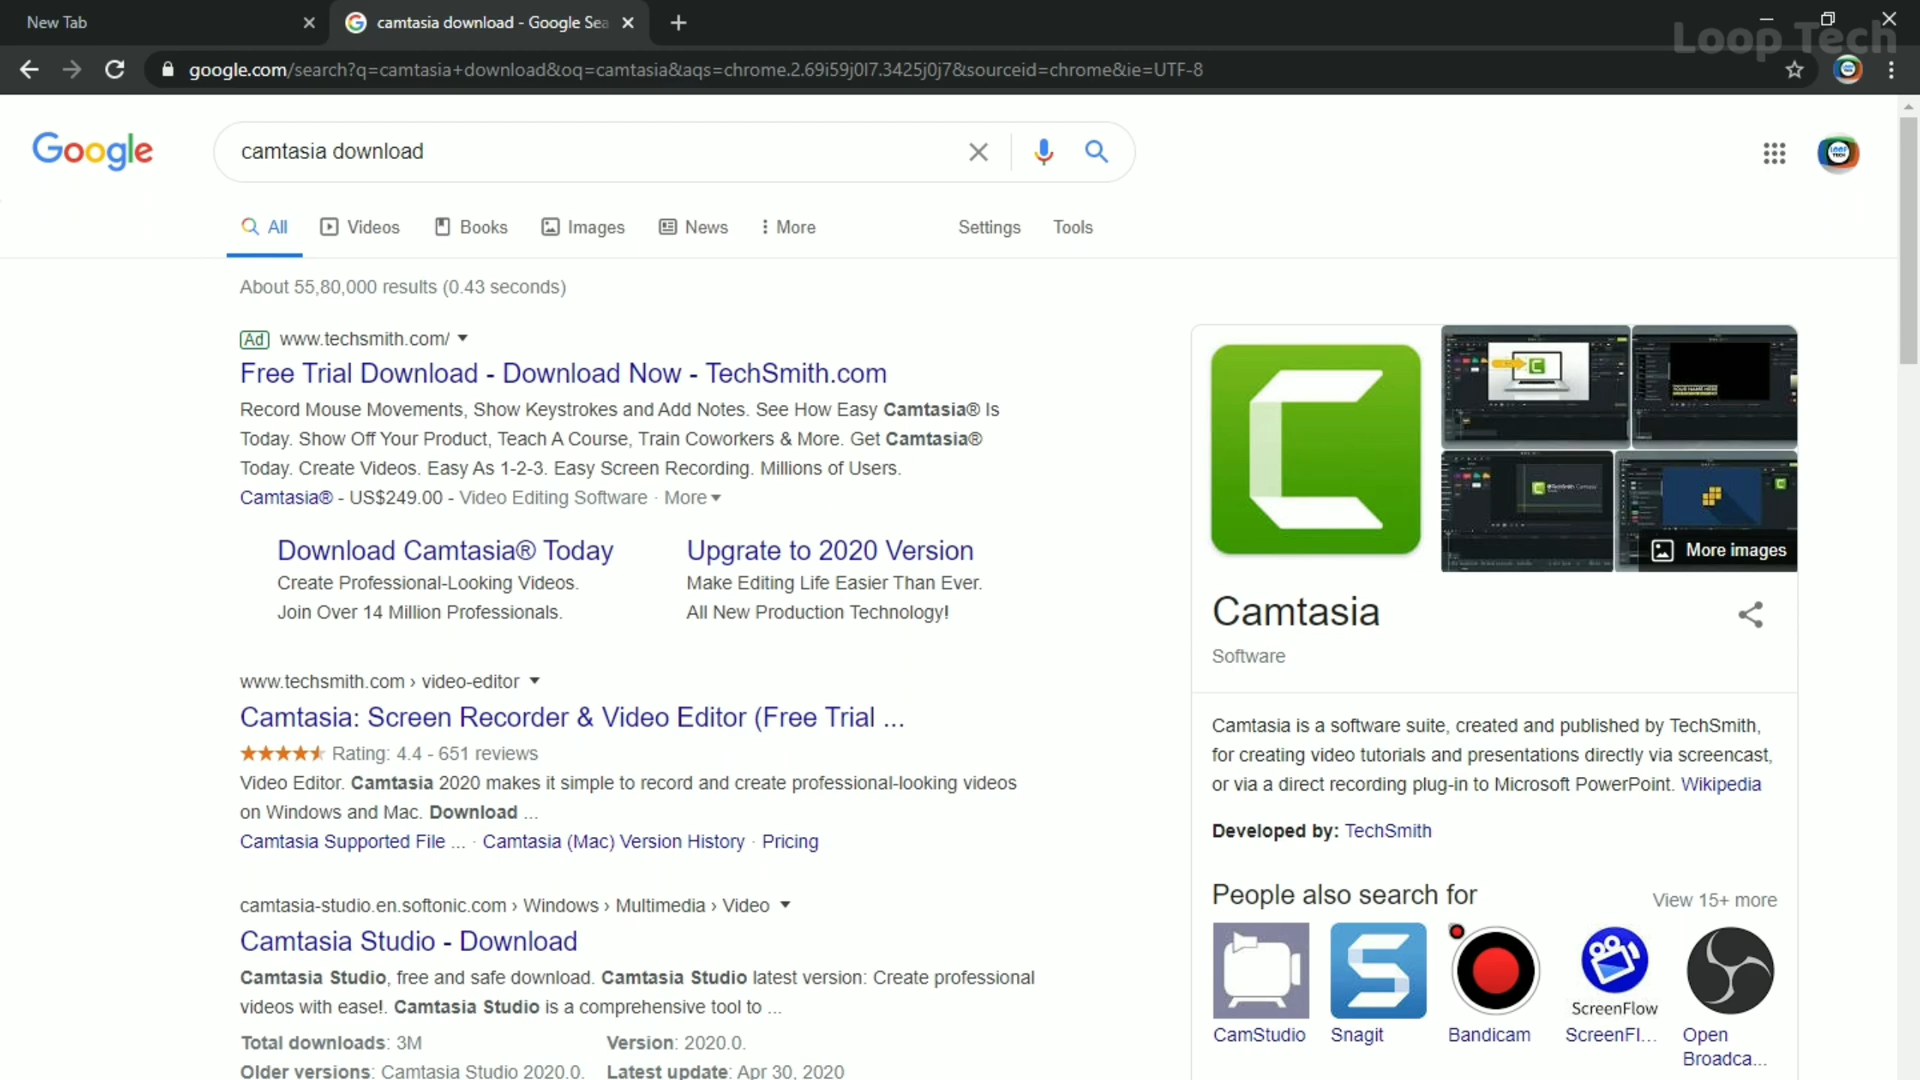 New Tab
camtasia download - Google Sea
Loop Tech
google.com/search?q=camtasia+download&oq=camtasia&aqs=chrome.2.69i59j0l7.3425j0j7&sourceid=chrome&ie=UTF-8
Google
camtasia download
All
Videos
Books
Images
News
More
Settings
Tools
About 55,80,000 results (0.43 seconds)
Ad www.techsmith.com/
Free Trial Download - Download Now - TechSmith.com
Record Mouse Movements, Show Keystrokes and Add Notes. See How Easy Camtasia® Is
Today. Show Off Your Product, Teach A Course, Train Coworkers & More. Get Camtasia®
Today. Create Videos. Easy As 1-2-3. Easy Screen Recording. Millions of Users.
Camtasia® - US$249.00 - Video Editing Software · More
Download Camtasia® Today
Create Professional-Looking Videos.
Join Over 14 Million Professionals.
Upgrate to 2020 Version
Make Editing Life Easier Than Ever.
All New Production Technology!
www.techsmith.com › video-editor
Camtasia: Screen Recorder & Video Editor (Free Trial ...
Rating: 4.4 - 651 reviews
Video Editor. Camtasia 2020 makes it simple to record and create professional-looking videos
on Windows and Mac. Download ...
Camtasia Supported File ... · Camtasia (Mac) Version History · Pricing
camtasia-studio.en.softonic.com › Windows › Multimedia › Video
Camtasia Studio - Download
Camtasia Studio, free and safe download. Camtasia Studio latest version: Create professional
videos with ease!. Camtasia Studio is a comprehensive tool to ...
Total downloads: 3M
Version: 2020.0.
Older versions: Camtasia Studio 2020.0.
Latest update: Apr 30, 2020
More images
Camtasia
Software
Camtasia is a software suite, created and published by TechSmith,
for creating video tutorials and presentations directly via screencast,
or via a direct recording plug-in to Microsoft PowerPoint. Wikipedia
Developed by: TechSmith
People also search for
View 15+ more
ScreenFlow
CamStudio
Snagit
Bandicam
ScreenFl...
Open
Broadca...